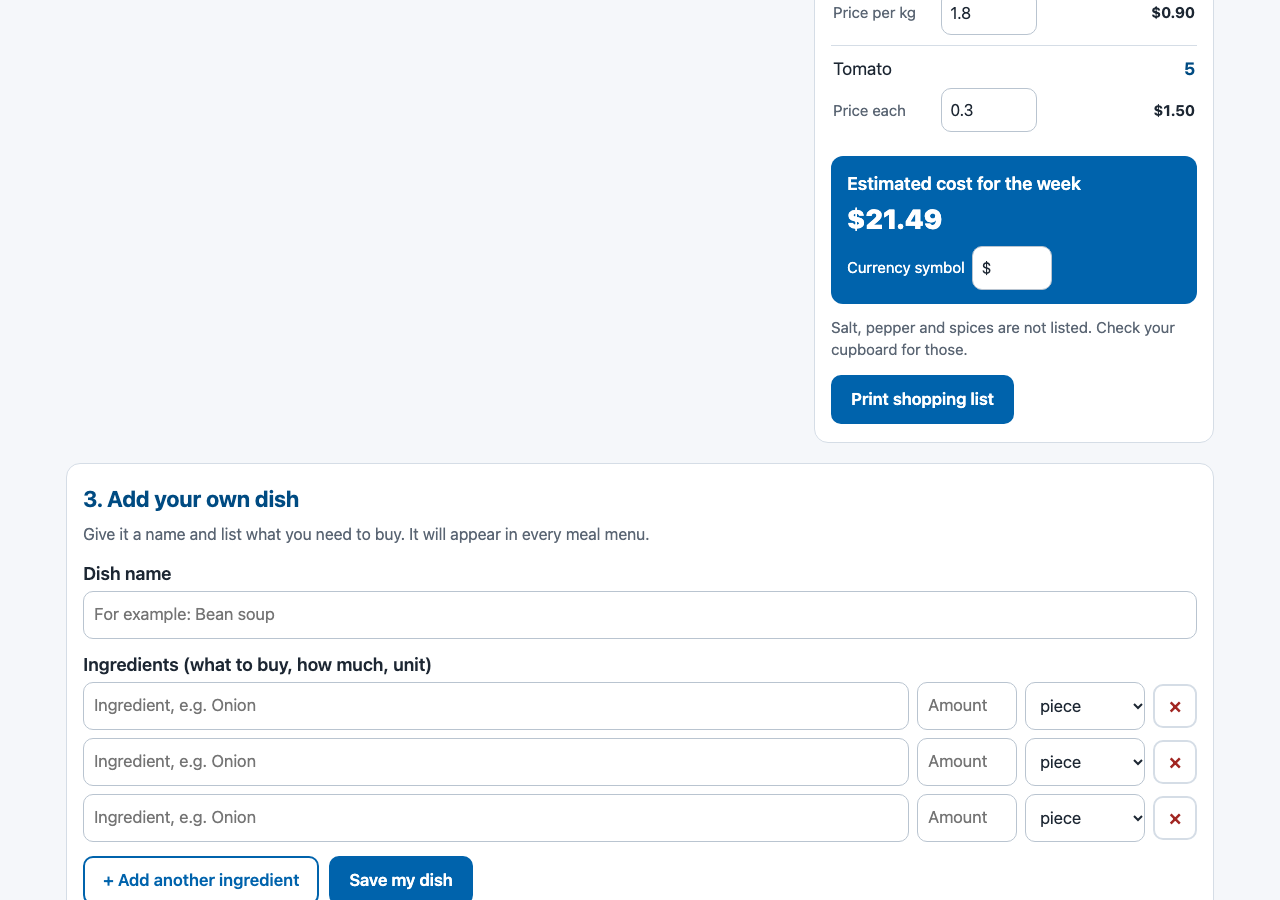 Price per kg 1.8 $0.90
Tomato 5
Price each 0.3 $1.50
Estimated cost for the week
$21.49
Currency symbol $
Salt, pepper and spices are not listed. Check your
cupboard for those.
Print shopping list
3. Add your own dish
Give it a name and list what you need to buy. It will appear in every meal menu.
Dish name
For example: Bean soup
Ingredients (what to buy, how much, unit)
Ingredient, e.g. Onion Amount piece ×
Ingredient, e.g. Onion Amount piece ×
Ingredient, e.g. Onion Amount piece ×
+ Add another ingredient Save my dish